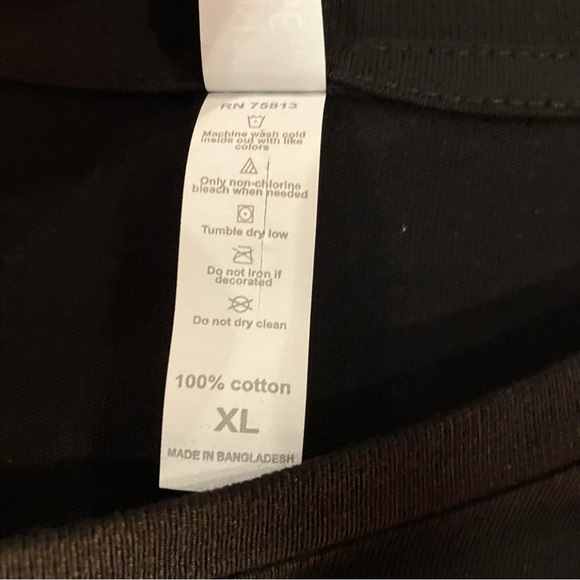 RN 75813
Machine wash cold
inside out with like
colors
Only non-chlorine
bleach when needed
Tumble dry low
Do not iron if
decorated
Do not dry clean
100% cotton
XL
MADE IN BANGLADESH